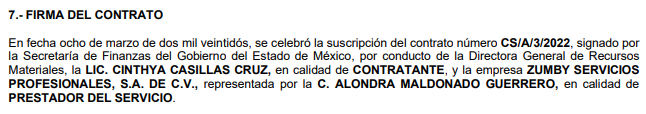 7.- FIRMA DEL CONTRATO
En fecha ocho de marzo de dos mil veintidós, se celebró la suscripción del contrato número CS/A/3/2022, signado por
la Secretaría de Finanzas del Gobierno del Estado de México, por conducto de la Directora General de Recursos
Materiales, la LIC. CINTHYA CASILLAS CRUZ, en calidad de CONTRATANTE, y la empresa ZUMBY SERVICIOS
PROFESIONALES, S.A. DE C.V., representada por la C. ALONDRA MALDONADO GUERRERO, en calidad de
PRESTADOR DEL SERVICIO.